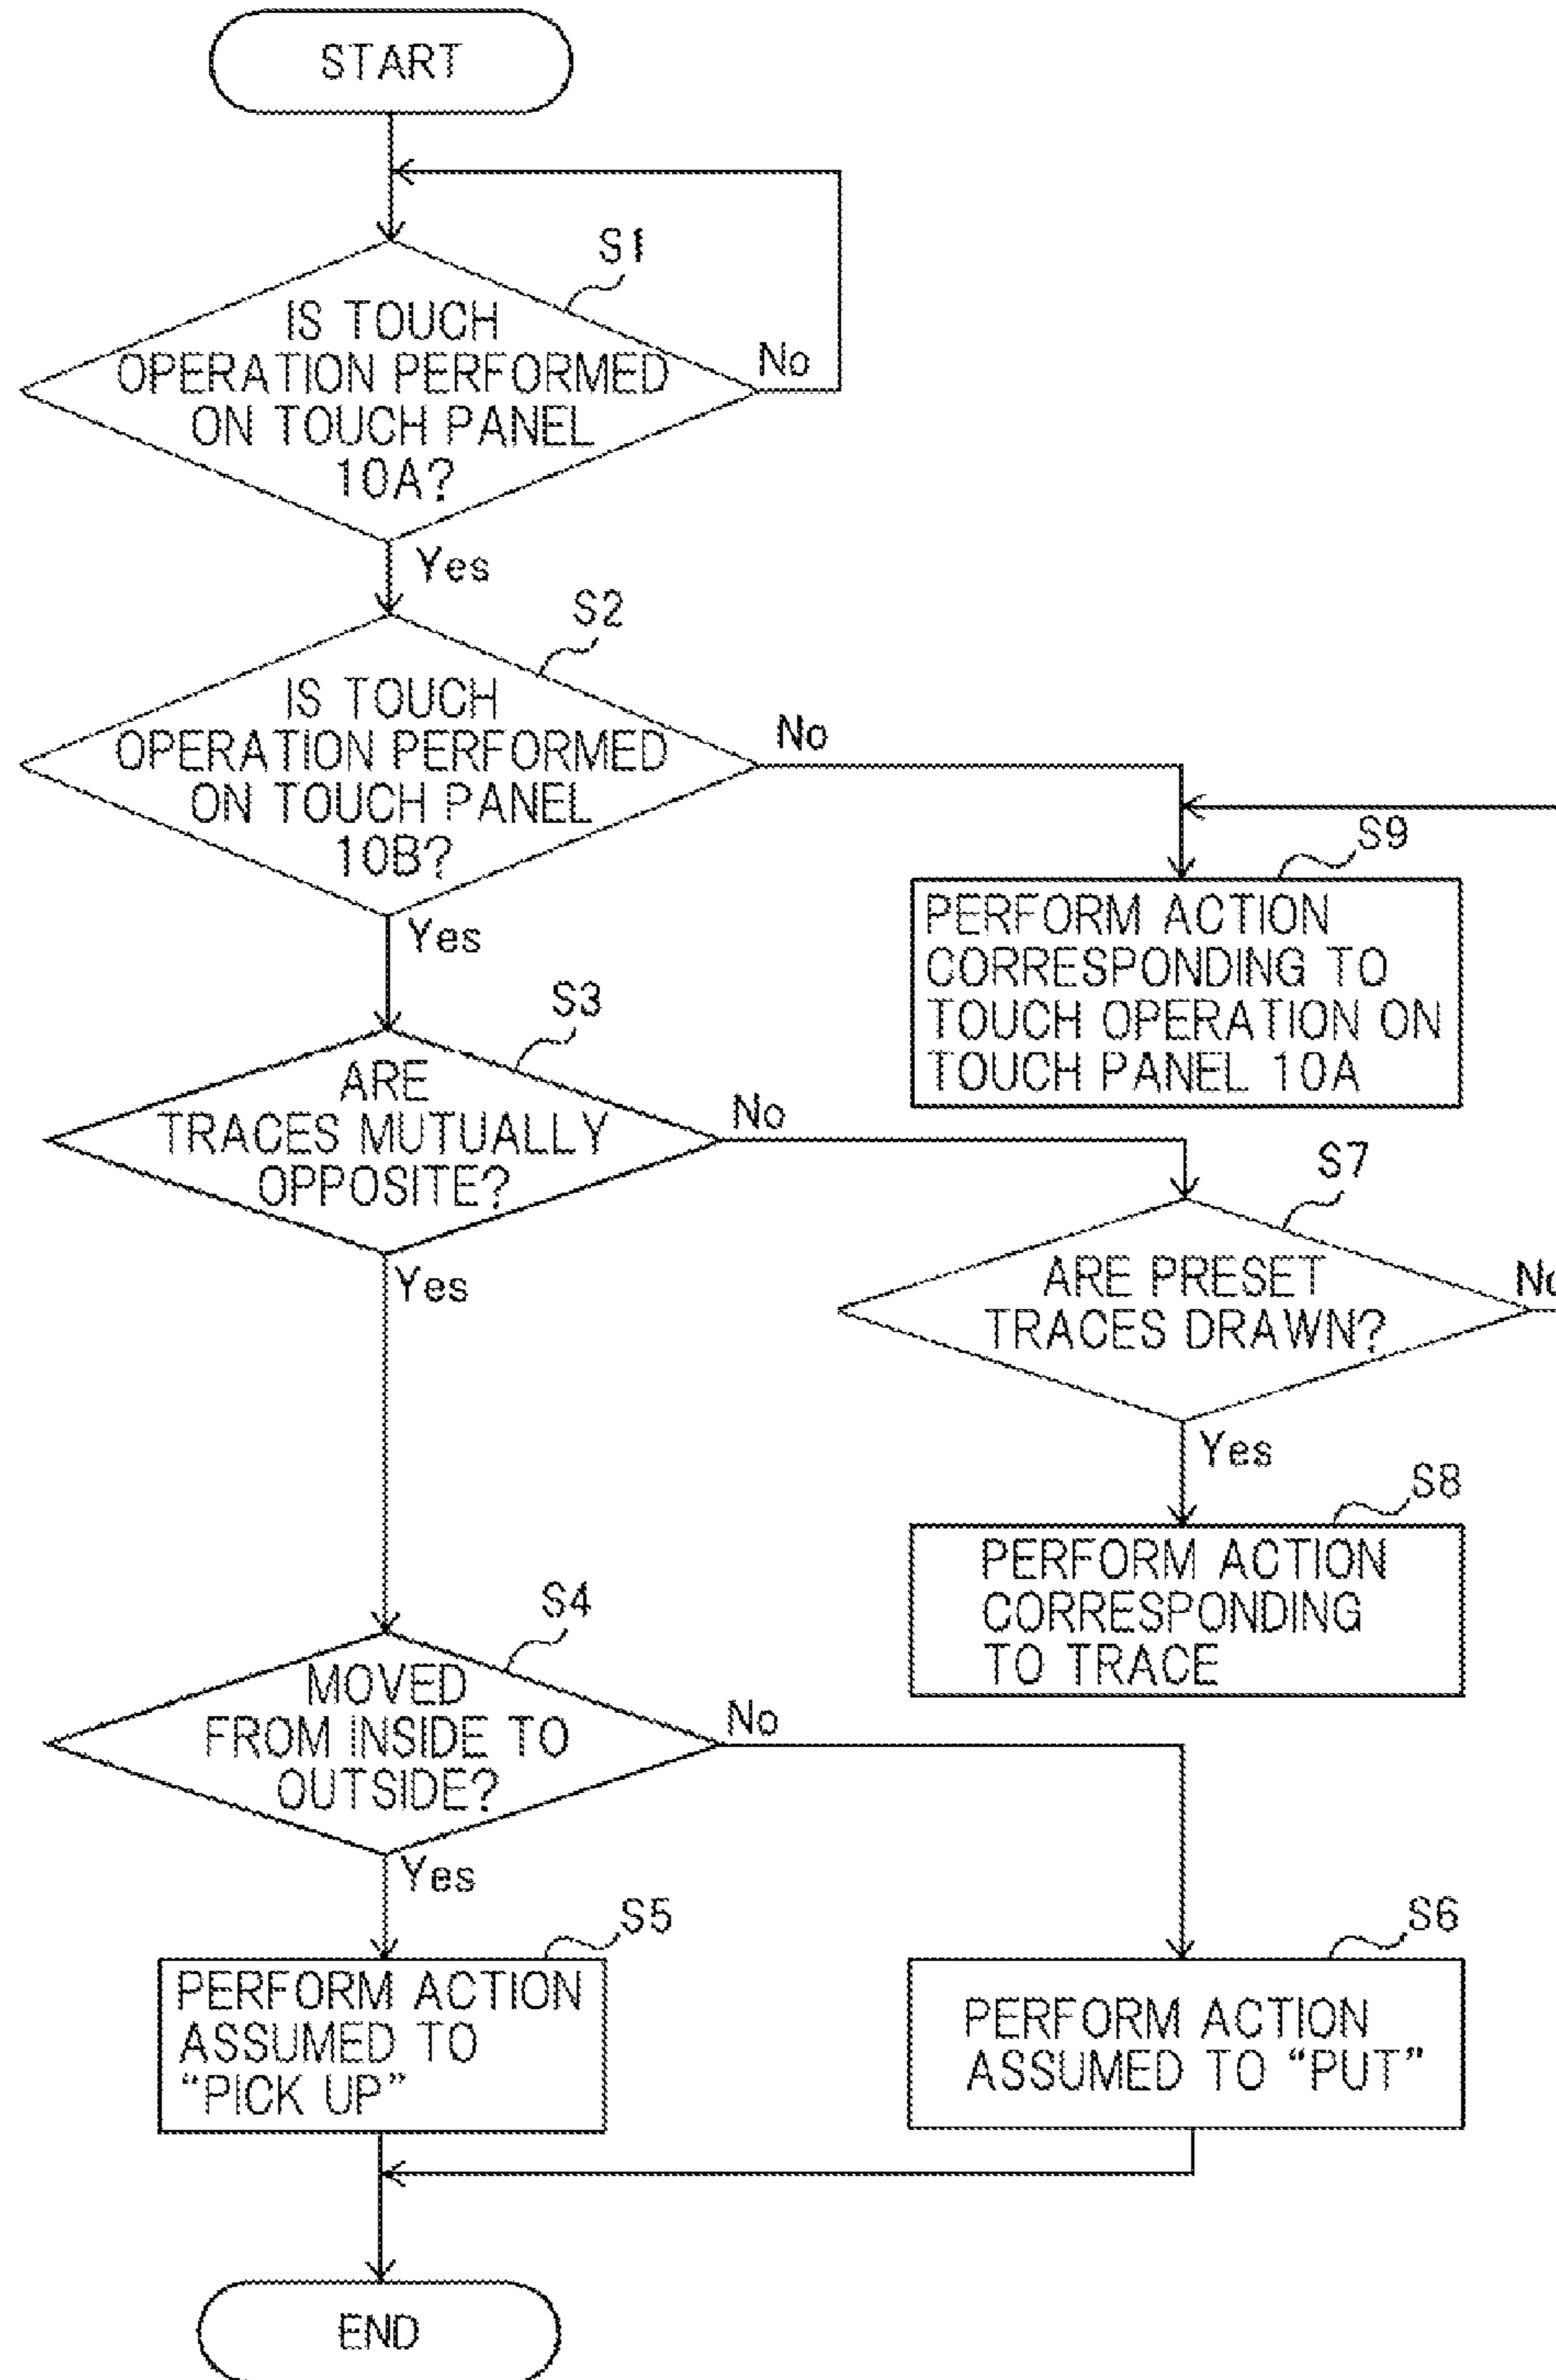 START
S1
IS TOUCH
OPERATION PERFORMED
ON TOUCH PANEL
10A?
No
Yes
S2
IS TOUCH
OPERATION PERFORMED
ON TOUCH PANEL
10B?
No
Yes
S9
PERFORM ACTION
CORRESPONDING TO
TOUCH OPERATION ON
TOUCH PANEL 10A
S3
ARE
TRACES MUTUALLY
OPPOSITE?
No
Yes
S7
ARE PRESET
TRACES DRAWN?
No
Yes
S8
PERFORM ACTION
CORRESPONDING
TO TRACE
S4
MOVED
FROM INSIDE TO
OUTSIDE?
No
Yes
S5
PERFORM ACTION
ASSUMED TO
“PICK UP”
S6
PERFORM ACTION
ASSUMED TO “PUT”
END